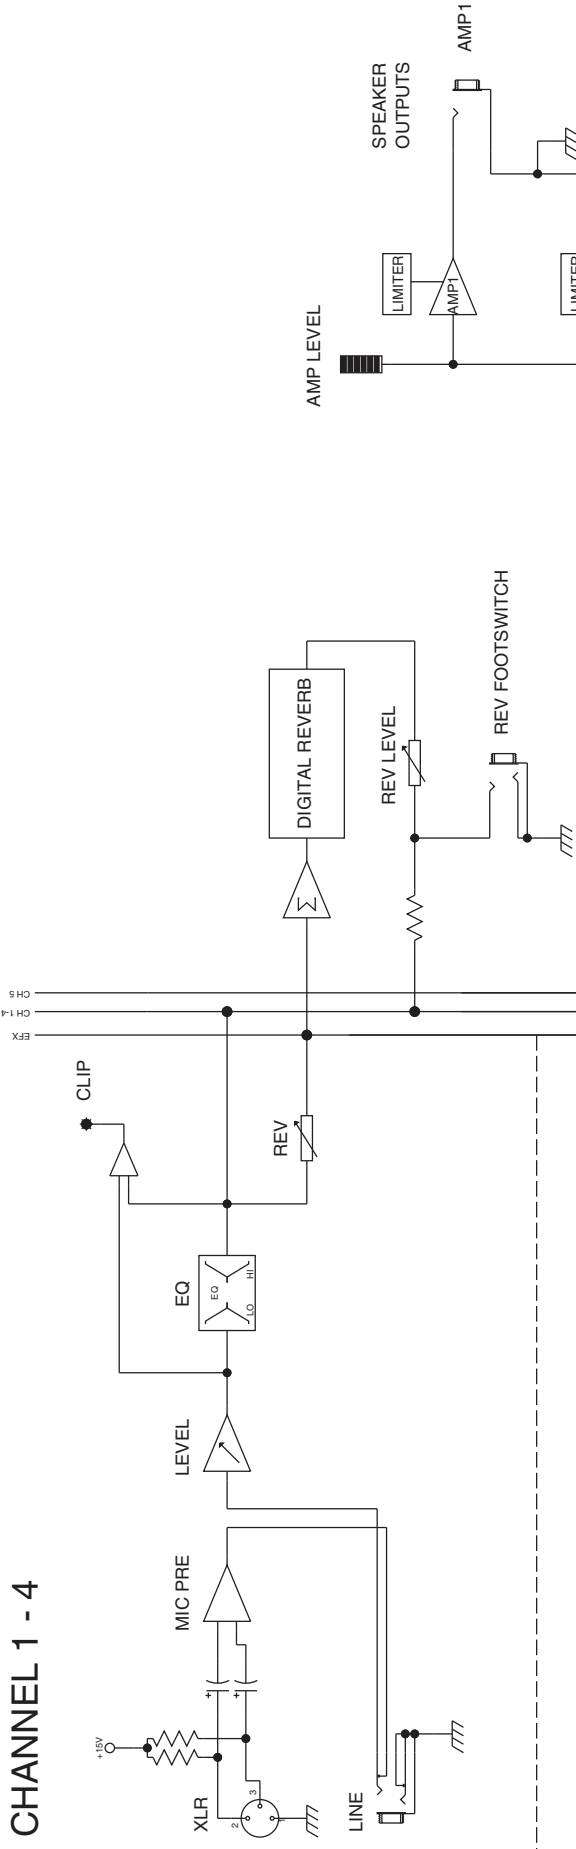 CHANNEL 1 - 4
+15V
XLR
2
3
1
MIC PRE
LINE
LEVEL
EQ
EQ
LO
HI
CLIP
REV
EFX
CH 1-4
CH 5
DIGITAL REVERB
Σ
REV LEVEL
REV FOOTSWITCH
AMP LEVEL
LIMITER
AMP1
LIMITER
SPEAKER
OUTPUTS
AMP1